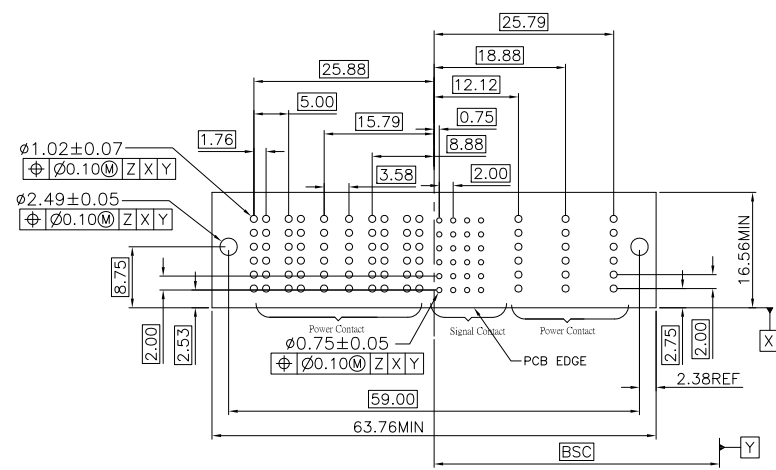 25.79
18.88
25.88
12.12
5.00
0.75
15.79
1.76
8.88
ø1.02±0.07
3.58
2.00
⌖ Ø0.10Ⓜ Z X Y
ø2.49±0.05
⌖ Ø0.10Ⓜ Z X Y
16.56MIN
8.75
2.00
2.53
Power Contact
Signal Contact
Power Contact
ø0.75±0.05
⌖ Ø0.10Ⓜ Z X Y
PCB EDGE
2.75
2.00
X
2.38REF
59.00
63.76MIN
BSC
Y